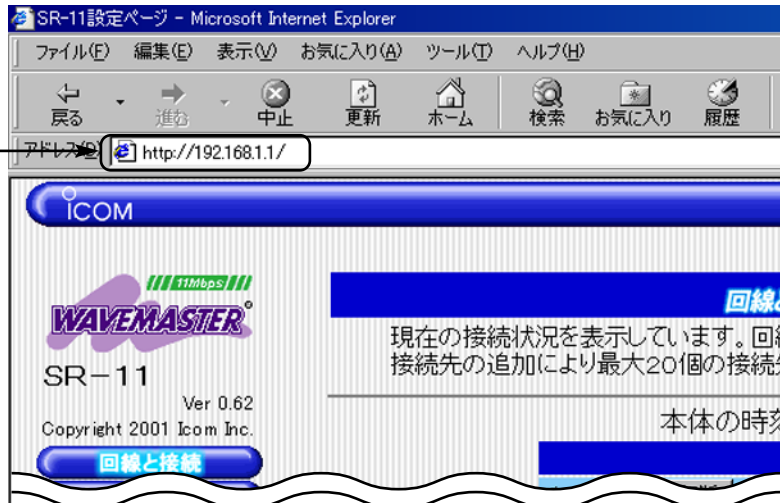 SR-11設定ページ - Microsoft Internet Explorer
ファイル(F) 編集(E) 表示(V) お気に入り(A) ツール(T) ヘルプ(H)
戻る 進む 中止 更新 ホーム 検索 お気に入り 履歴
アドレス(D) http://192.168.1.1/
ICOM
11Mbps
WAVEMASTER®
回線
現在の接続状況を表示しています。回
接続先の追加により最大20個の接続
SR-11
Ver 0.62
Copyright 2001 Icom Inc.
本体の時
回線と接続